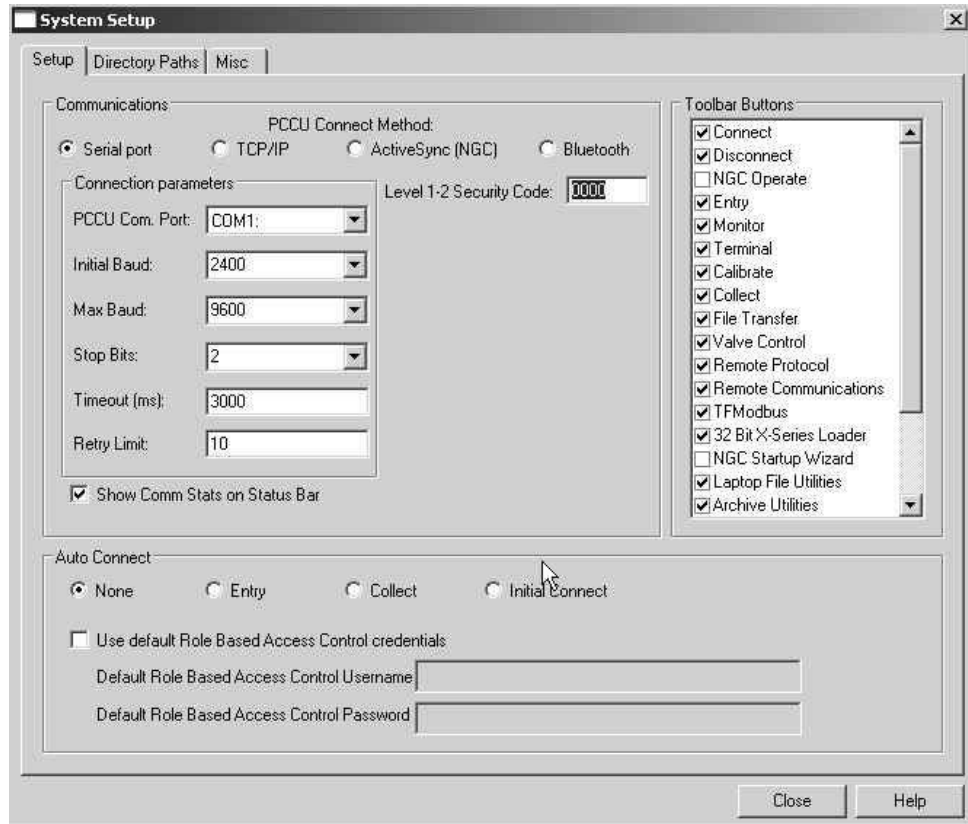 System Setup
Setup Directory Paths Misc
Communications
PCCU Connect Method:
Serial port TCP/IP ActiveSync (NGC) Bluetooth
Connection parameters
Level 1-2 Security Code: 0000
PCCU Com. Port: COM1:
Initial Baud: 2400
Max Baud: 9600
Stop Bits: 2
Timeout (ms): 3000
Retry Limit: 10
Show Comm Stats on Status Bar
Toolbar Buttons
Connect
Disconnect
NGC Operate
Entry
Monitor
Terminal
Calibrate
Collect
File Transfer
Valve Control
Remote Protocol
Remote Communications
TFModbus
32 Bit X-Series Loader
NGC Startup Wizard
Laptop File Utilities
Archive Utilities
Auto Connect
None Entry Collect Initial Connect
Use default Role Based Access Control credentials
Default Role Based Access Control Username
Default Role Based Access Control Password
Close Help